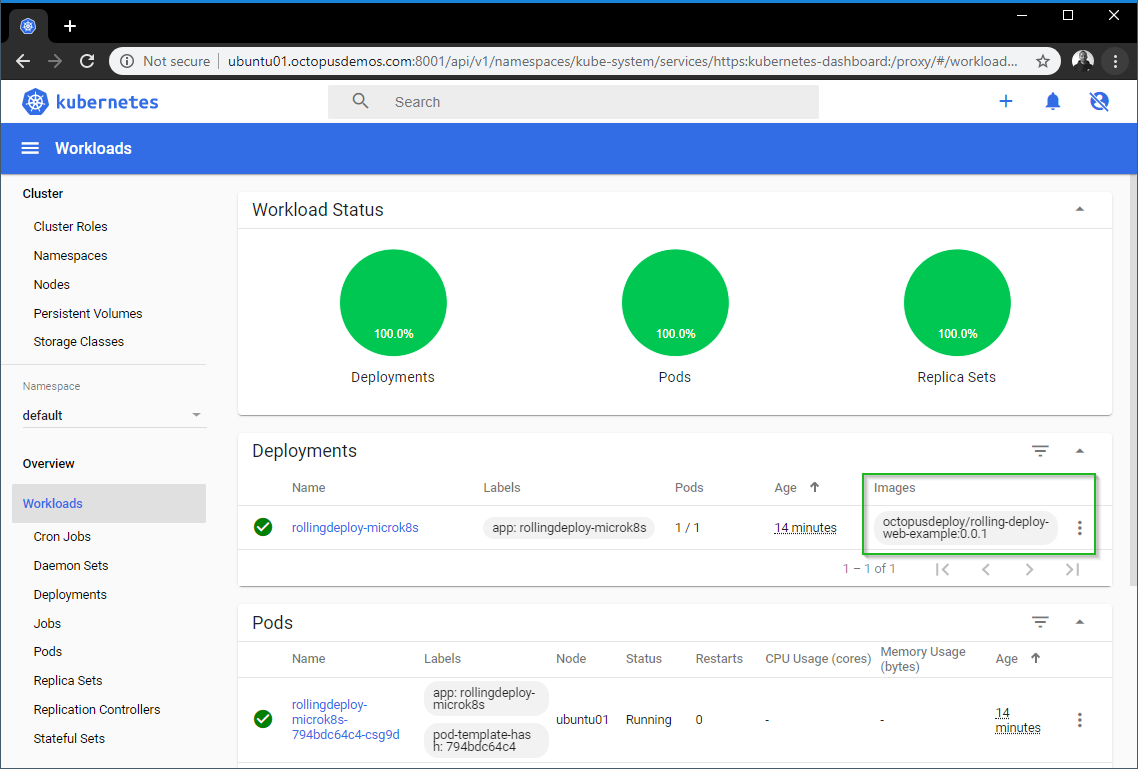 Not secure
ubuntu01.octopusdemos.com:8001/api/v1/namespaces/kube-system/services/https:kubernetes-dashboard:/proxy/#/workload...
kubernetes
Search
Workloads
Cluster
Cluster Roles
Namespaces
Nodes
Persistent Volumes
Storage Classes
Namespace
default
Overview
Workloads
Cron Jobs
Daemon Sets
Deployments
Jobs
Pods
Replica Sets
Replication Controllers
Stateful Sets
Workload Status
100.0%
100.0%
100.0%
Deployments
Pods
Replica Sets
Deployments
Name
Labels
Pods
Age
Images
rollingdeploy-microk8s
app: rollingdeploy-microk8s
1 / 1
14 minutes
octopusdeploy/rolling-deploy-
web-example:0.0.1
1 – 1 of 1
Pods
Name
Labels
Node
Status
Restarts
CPU Usage (cores)
Memory Usage
(bytes)
Age
rollingdeploy-
microk8s-
794bdc64c4-csg9d
app: rollingdeploy-
microk8s
pod-template-has
h: 794bdc64c4
ubuntu01
Running
0
-
-
14
minutes